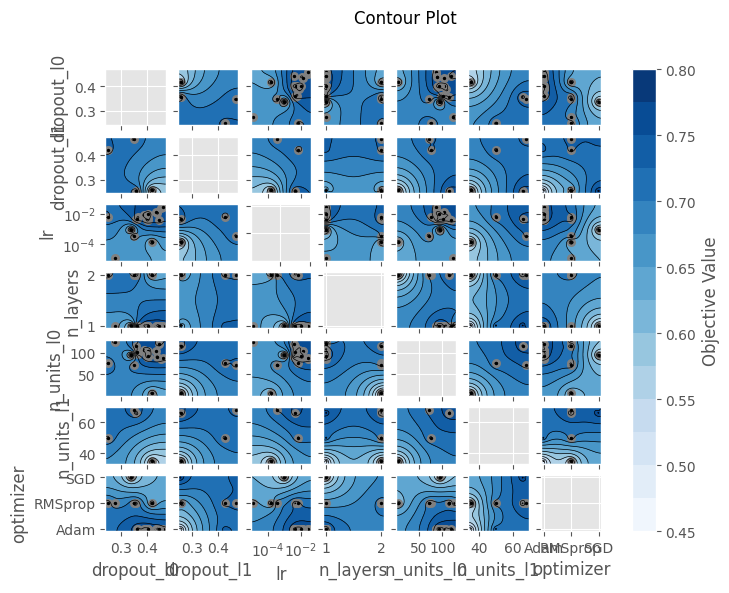 Contour Plot
dropout_l0
0.4
0.3
dropout_l1
0.4
0.3
lr
10⁻²
10⁻⁴
n_layers
2
1
n_units_l0
100
50
n_units_l1
60
40
optimizer
SGD
RMSprop
Adam
0.3 0.4 0.3 0.4 10⁻⁴ 10⁻² 1 2 50 100 40 60 Adam RMSprop SGD
dropout_l0 dropout_l1 lr n_layers n_units_l0 n_units_l1 optimizer
0.80
0.75
0.70
0.65
0.60
0.55
0.50
0.45
Objective Value